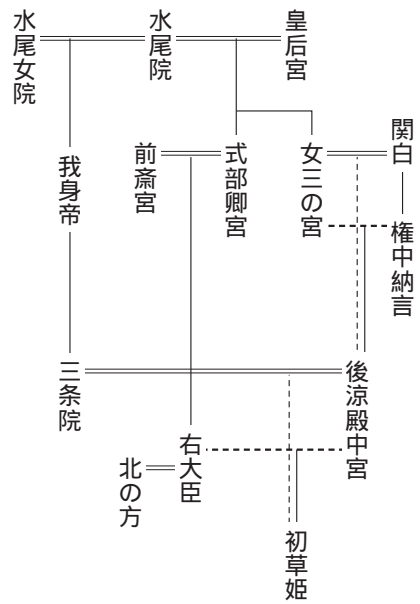 皇后宮
水尾院
水尾女院
関白
権中納言
女三の宮
式部卿宮
前斎宮
我身帝
後涼殿中宮
三条院
右大臣
北の方
初草姫